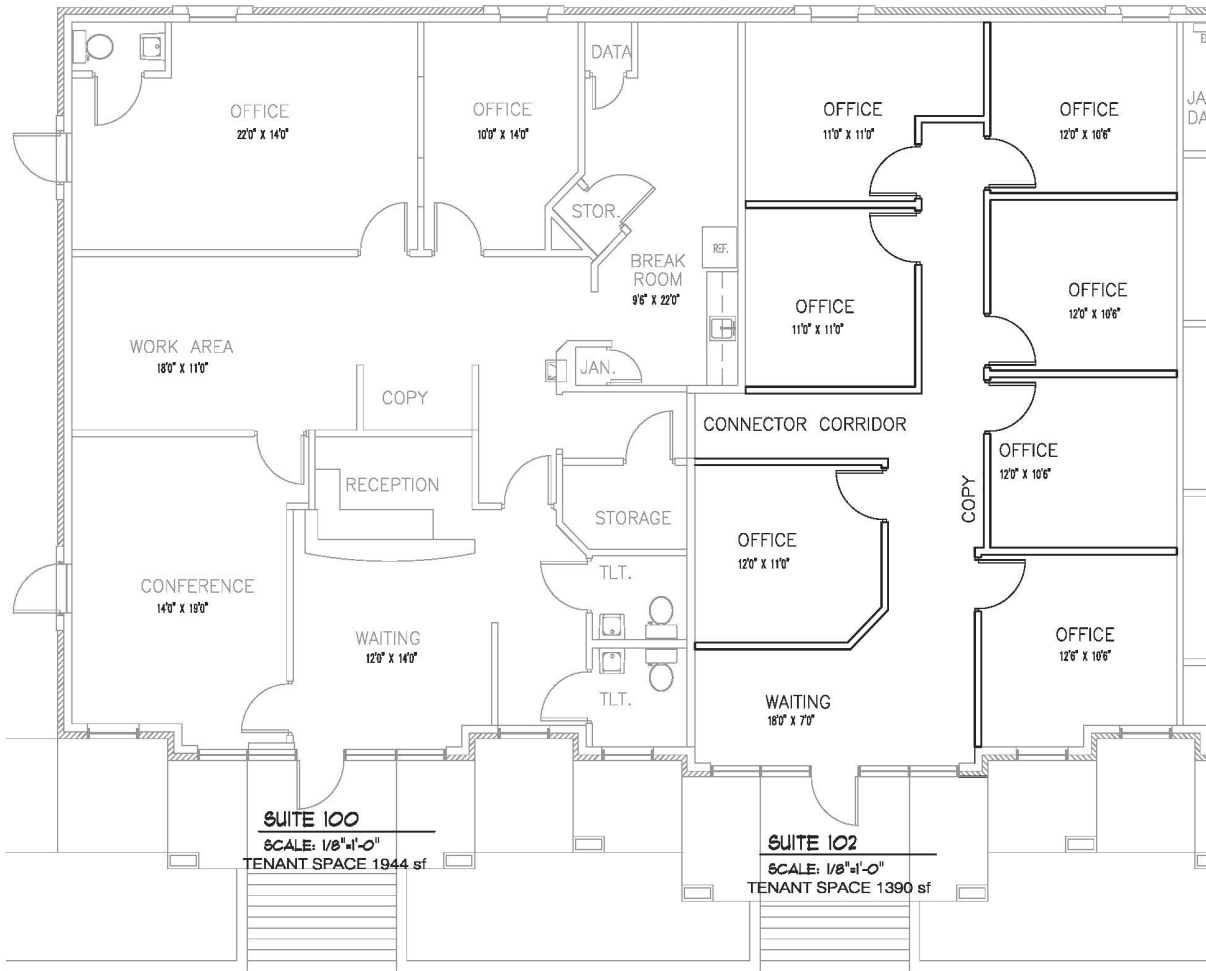 DATA
OFFICE
22'0" X 14'0"
OFFICE
10'0" X 14'0"
OFFICE
11'0" X 11'0"
OFFICE
12'0" X 10'6"
STOR.
BREAK
ROOM
9'6" X 22'0"
REF.
OFFICE
11'0" X 11'0"
OFFICE
12'0" X 10'6"
WORK AREA
18'0" X 11'0"
JAN.
COPY
CONNECTOR CORRIDOR
OFFICE
12'0" X 10'6"
RECEPTION
STORAGE
COPY
OFFICE
12'0" X 11'0"
CONFERENCE
14'0" X 19'0"
TLT.
WAITING
12'0" X 14'0"
OFFICE
12'6" X 10'6"
TLT.
WAITING
18'0" X 7'0"
SUITE 100
SCALE: 1/8"=1'-0"
TENANT SPACE 1944 sf
SUITE 102
SCALE: 1/8"=1'-0"
TENANT SPACE 1390 sf